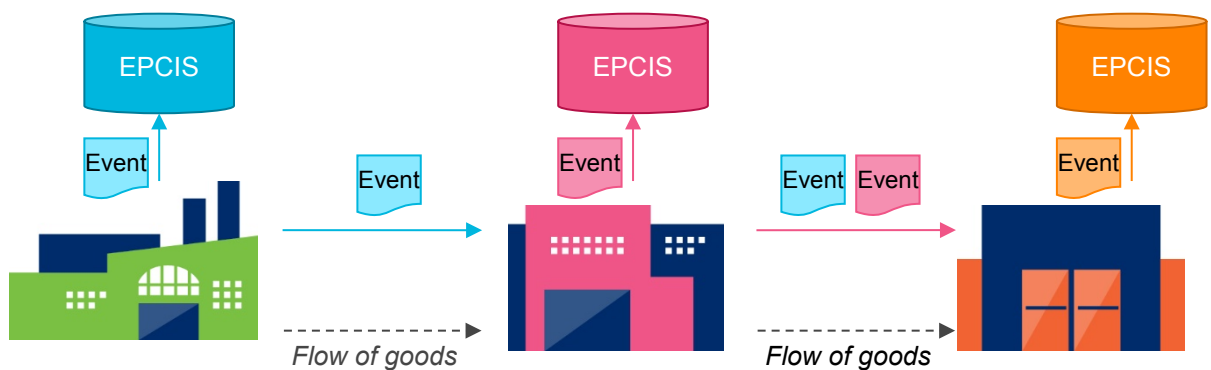 EPCIS
EPCIS
EPCIS
Event
Event
Event
Event
Event
Event
Flow of goods
Flow of goods